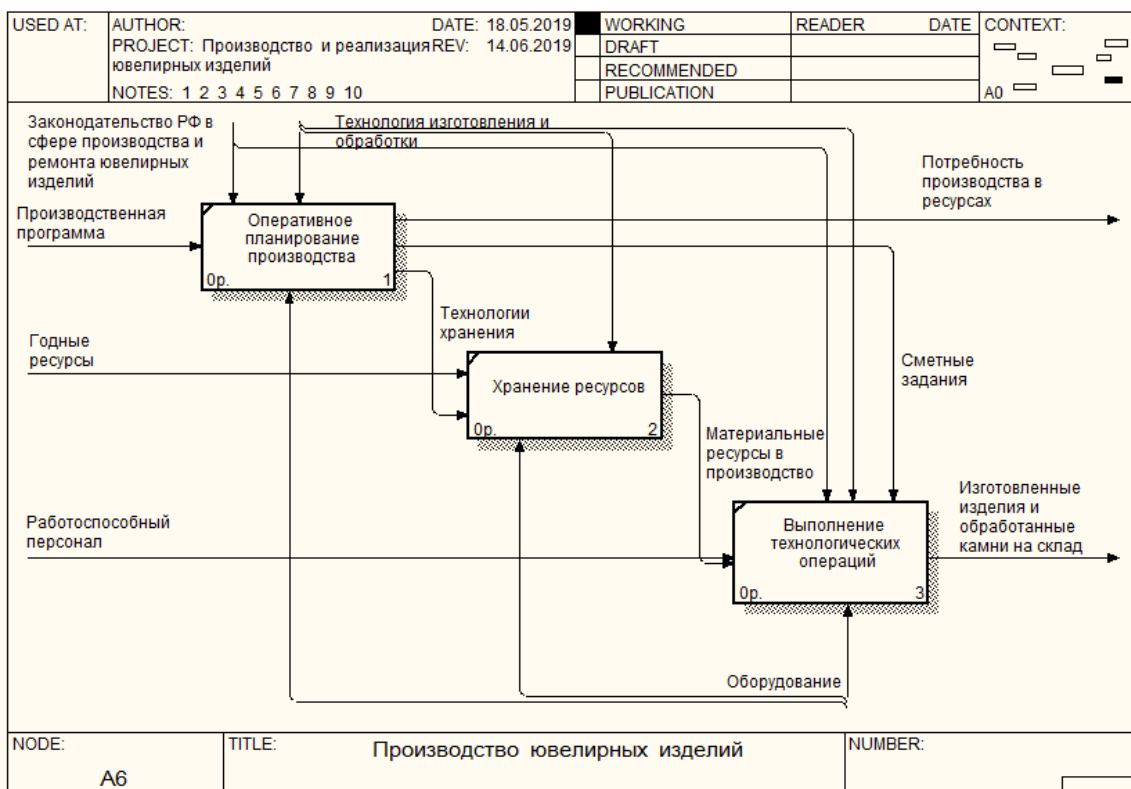 USED AT:
AUTHOR:
DATE: 18.05.2019
PROJECT: Производство и реализация
ювелирных изделий
REV: 14.06.2019
NOTES: 1 2 3 4 5 6 7 8 9 10
WORKING
DRAFT
RECOMMENDED
PUBLICATION
READER
DATE
CONTEXT:
A0
Законодательство РФ в
сфере производства и
ремонта ювелирных
изделий
Технология изготовления и
обработки
Потребность
производства в
ресурсах
Производственная
программа
Оперативное
планирование
производства
0р.
1
Технологии
хранения
Годные
ресурсы
Хранение ресурсов
0р.
2
Сметные
задания
Материальные
ресурсы в
производство
Работоспособный
персонал
Выполнение
технологических
операций
0р.
3
Изготовленные
изделия и
обработанные
камни на склад
Оборудование
NODE:
A6
TITLE:
Производство ювелирных изделий
NUMBER: